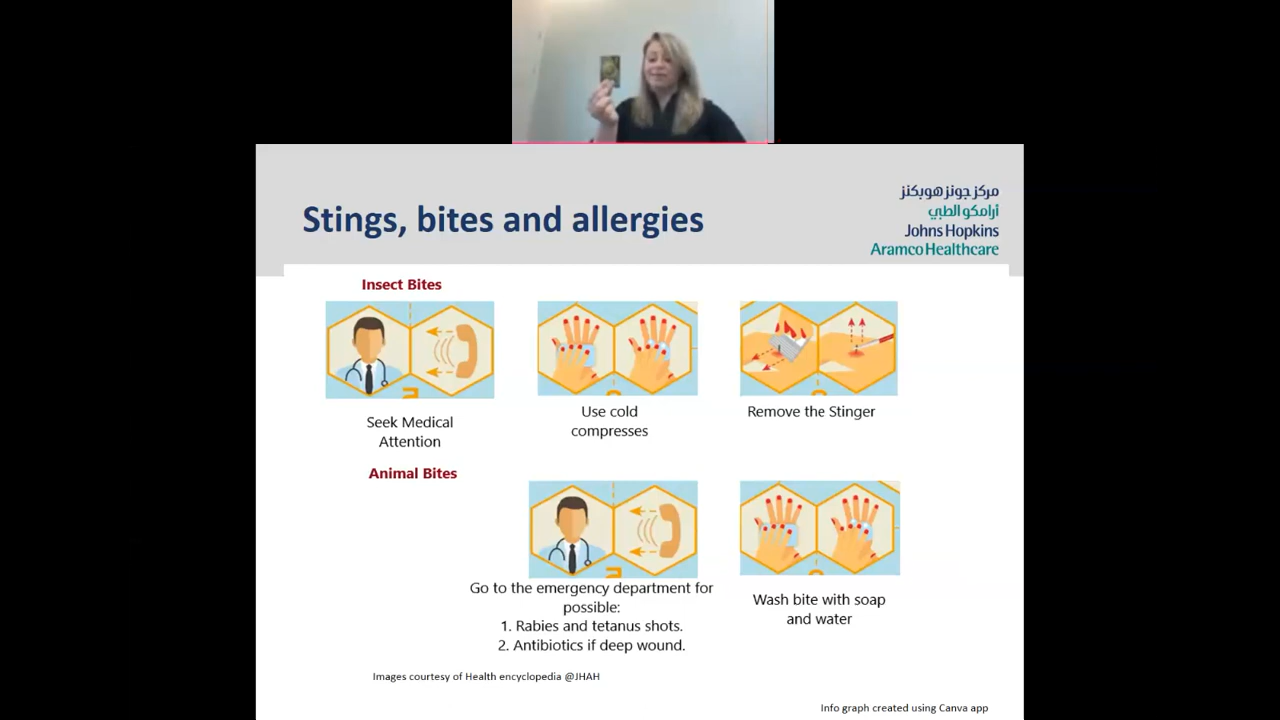 Stings, bites and allergies
مركز جونز هوبكنز
أرامكو الطبي
Johns Hopkins
Aramco Healthcare
Insect Bites
Seek Medical
Attention
Use cold
compresses
Remove the Stinger
Animal Bites
Go to the emergency department for
possible:
1. Rabies and tetanus shots.
2. Antibiotics if deep wound.
Wash bite with soap
and water
Images courtesy of Health encyclopedia @JHAH
Info graph created using Canva app